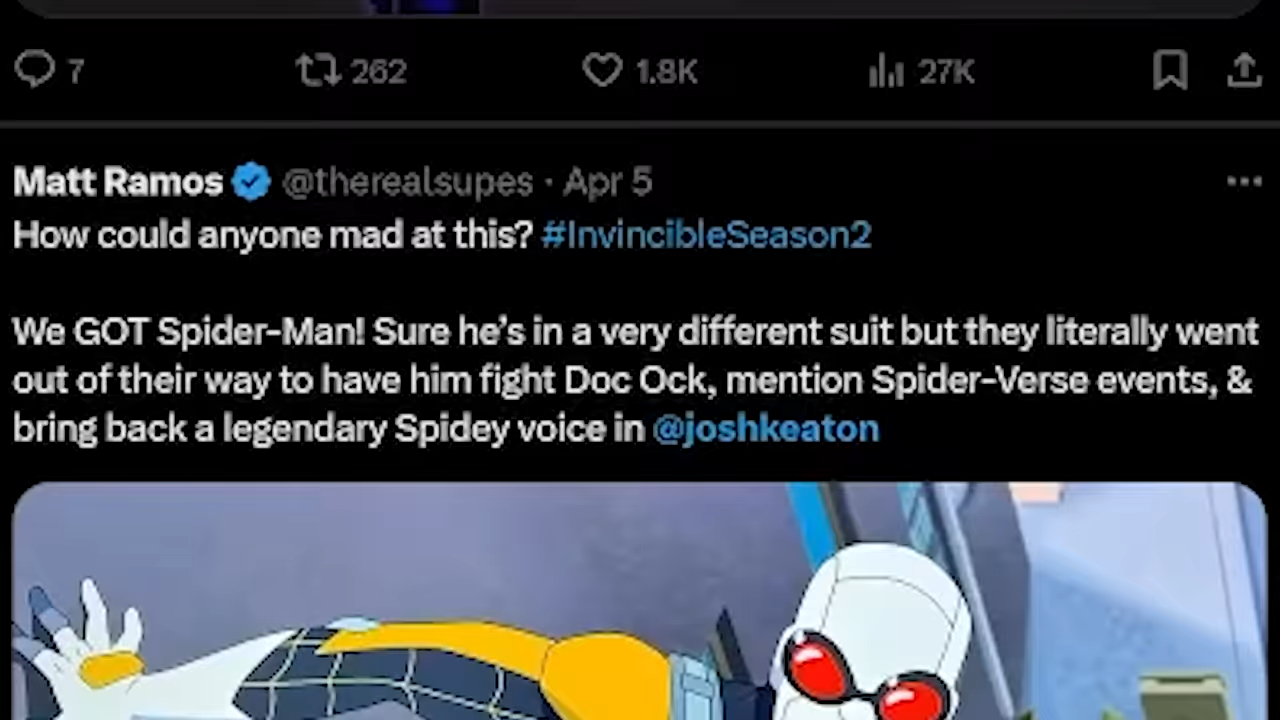 7 262 1.8K 27K
Matt Ramos @therealsupes · Apr 5
How could anyone mad at this? #InvincibleSeason2
We GOT Spider-Man! Sure he’s in a very different suit but they literally went
out of their way to have him fight Doc Ock, mention Spider-Verse events, &
bring back a legendary Spidey voice in @joshkeaton